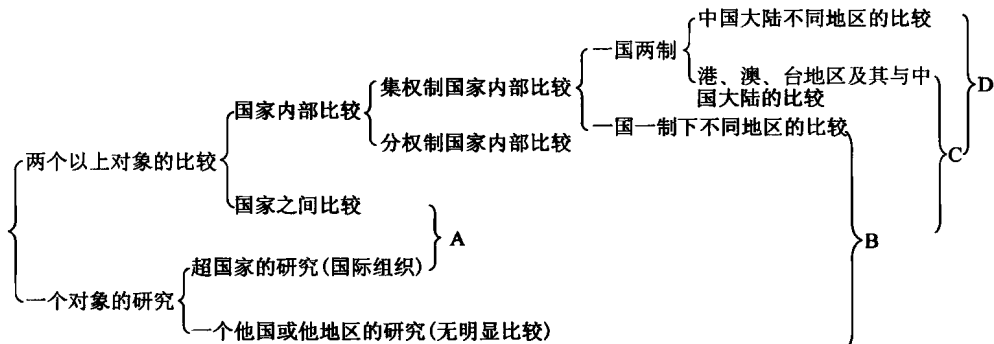 中国大陆不同地区的比较
一国两制
港、澳、台地区及其与中
国大陆的比较
D
集权制国家内部比较
国家内部比较
一国一制下不同地区的比较
分权制国家内部比较
C
两个以上对象的比较
国家之间比较
A
B
超国家的研究(国际组织)
一个对象的研究
一个他国或他地区的研究(无明显比较)